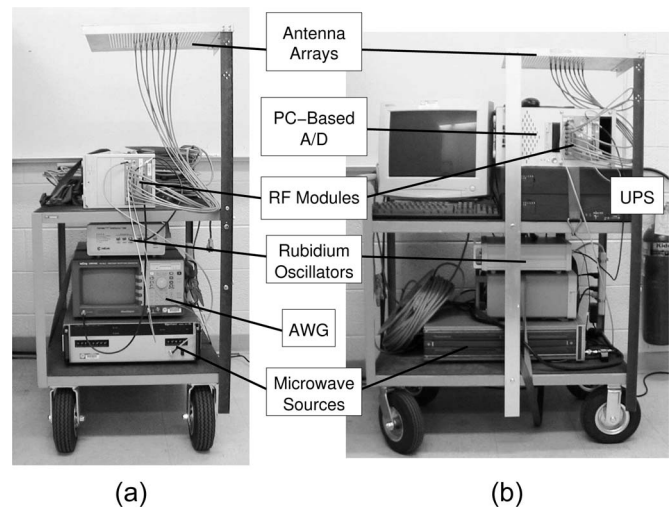 Antenna
Arrays
PC-Based
A/D
RF Modules
UPS
Rubidium
Oscillators
AWG
Microwave
Sources
(a)
(b)